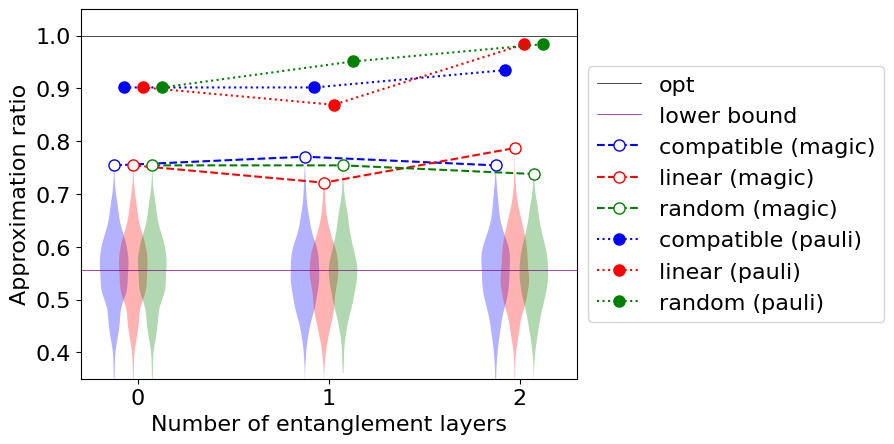 1.0
0.9
0.8
0.7
0.6
0.5
0.4
Approximation ratio
0 1 2
Number of entanglement layers
opt
lower bound
compatible (magic)
linear (magic)
random (magic)
compatible (pauli)
linear (pauli)
random (pauli)